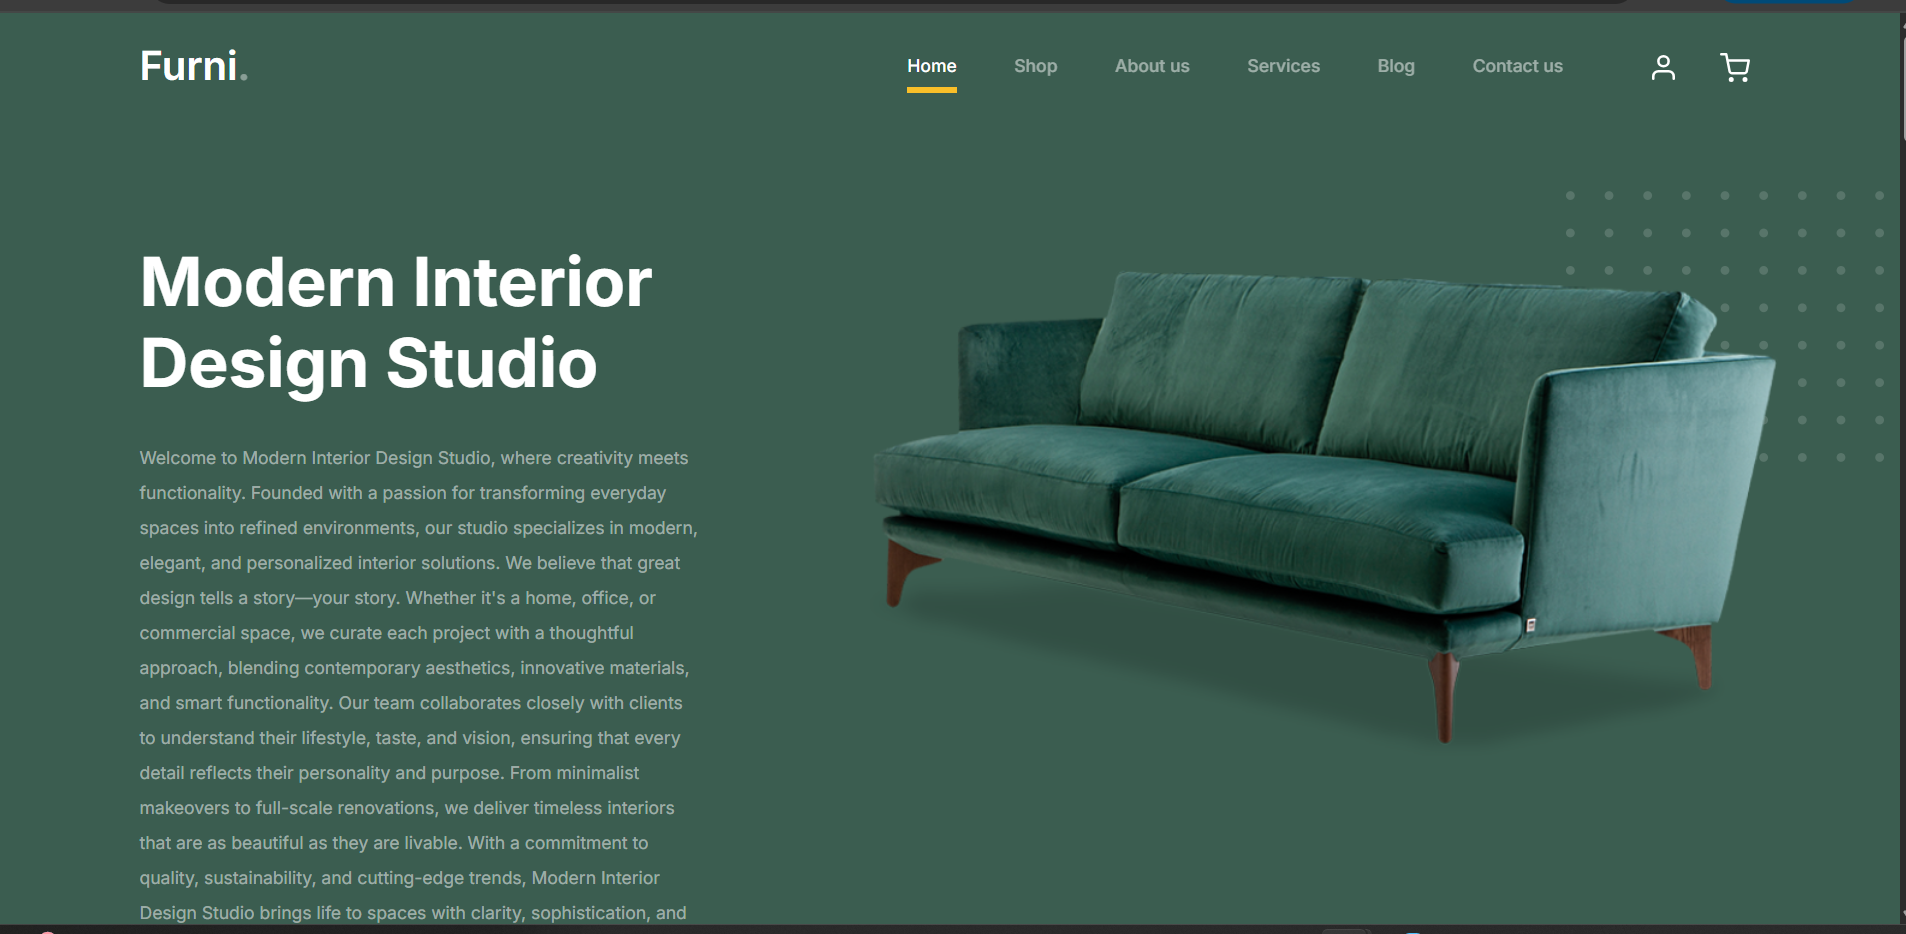 Furni.
Home Shop About us Services Blog Contact us
Modern Interior
Design Studio
Welcome to Modern Interior Design Studio, where creativity meets
functionality. Founded with a passion for transforming everyday
spaces into refined environments, our studio specializes in modern,
elegant, and personalized interior solutions. We believe that great
design tells a story—your story. Whether it's a home, office, or
commercial space, we curate each project with a thoughtful
approach, blending contemporary aesthetics, innovative materials,
and smart functionality. Our team collaborates closely with clients
to understand their lifestyle, taste, and vision, ensuring that every
detail reflects their personality and purpose. From minimalist
makeovers to full-scale renovations, we deliver timeless interiors
that are as beautiful as they are livable. With a commitment to
quality, sustainability, and cutting-edge trends, Modern Interior
Design Studio brings life to spaces with clarity, sophistication, and